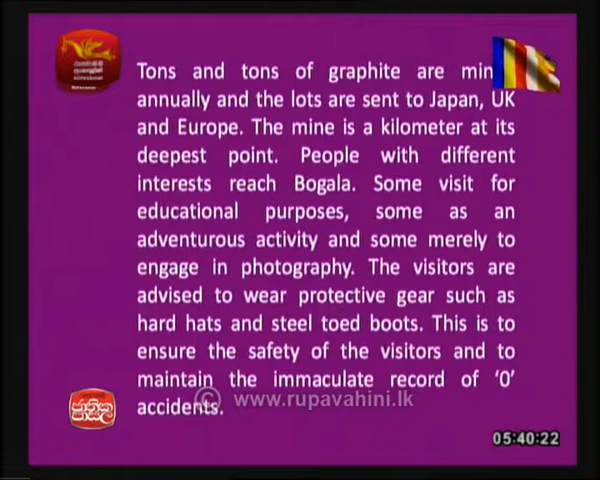 Tons and tons of graphite are min
annually and the lots are sent to Japan, UK
and Europe. The mine is a kilometer at its
deepest point. People with different
interests reach Bogala. Some visit for
educational purposes, some as an
adventurous activity and some merely to
engage in photography. The visitors are
advised to wear protective gear such as
hard hats and steel toed boots. This is to
ensure the safety of the visitors and to
maintain the immaculate record of ‘0’
accidents.
© www.rupavahini.lk
05:40:22